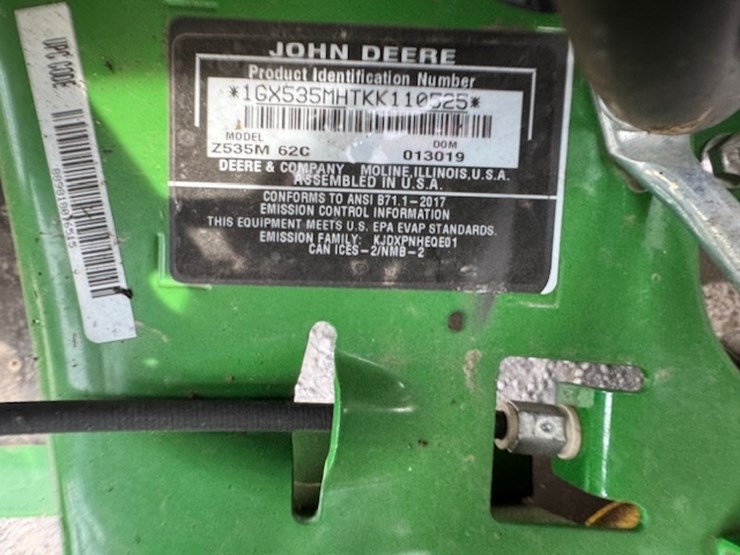 UPC CODE
JOHN DEERE
Product Identification Number
*1GX535MHTKK110525*
MODEL
Z535M 62C
DOM
013019
DEERE & COMPANY MOLINE,ILLINOIS,U.S.A.
ASSEMBLED IN U.S.A.
CONFORMS TO ANSI B71.1-2017
EMISSION CONTROL INFORMATION
THIS EQUIPMENT MEETS U.S. EPA EVAP STANDARDS.
EMISSION FAMILY: KJDXPNHEQE01
CAN ICES-2/NMB-2